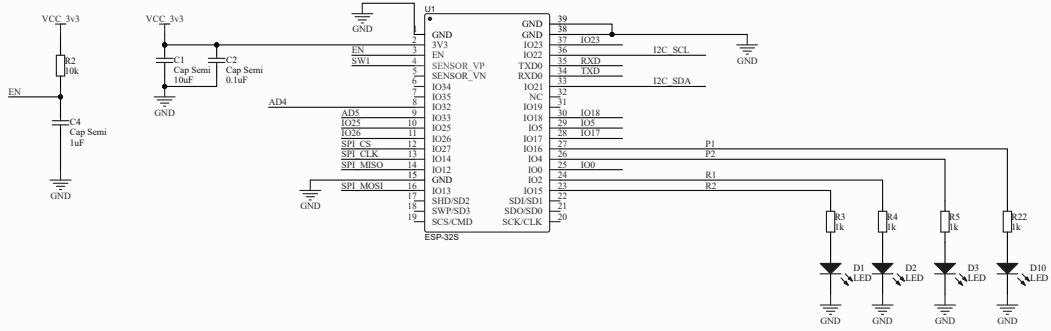 VCC_3v3
R2
10k
EN
C4
Cap Semi
1uF
GND
VCC_3v3
C1
Cap Semi
10uF
C2
Cap Semi
0.1uF
GND
GND
EN
SW1
AD4
AD5
IO25
IO26
SPI_CS
SPI_CLK
SPI_MISO
SPI_MOSI
GND
U1
1 GND
2 3V3
3 EN
4 SENSOR_VP
5 SENSOR_VN
6 IO34
7 IO35
8 IO32
9 IO33
10 IO25
11 IO26
12 IO27
13 IO14
14 IO12
15 GND
16 IO13
17 SHD/SD2
18 SWP/SD3
19 SCS/CMD
GND 39
GND 38
IO23 37 IO23
IO22 36 I2C_SCL
TXD0 35 RXD
RXD0 34 TXD
IO21 33 I2C_SDA
NC 32
IO19 31
IO18 30 IO18
IO5 29 IO5
IO17 28 IO17
IO16 27 P1
IO4 26 P2
IO0 25 IO0
IO2 24 R1
IO15 23 R2
SDI/SD1 22
SDO/SD0 21
SCK/CLK 20
ESP-32S
GND
R3
1k
R4
1k
R5
1k
R22
1k
D1
LED
D2
LED
D3
LED
D10
LED
GND
GND
GND
GND